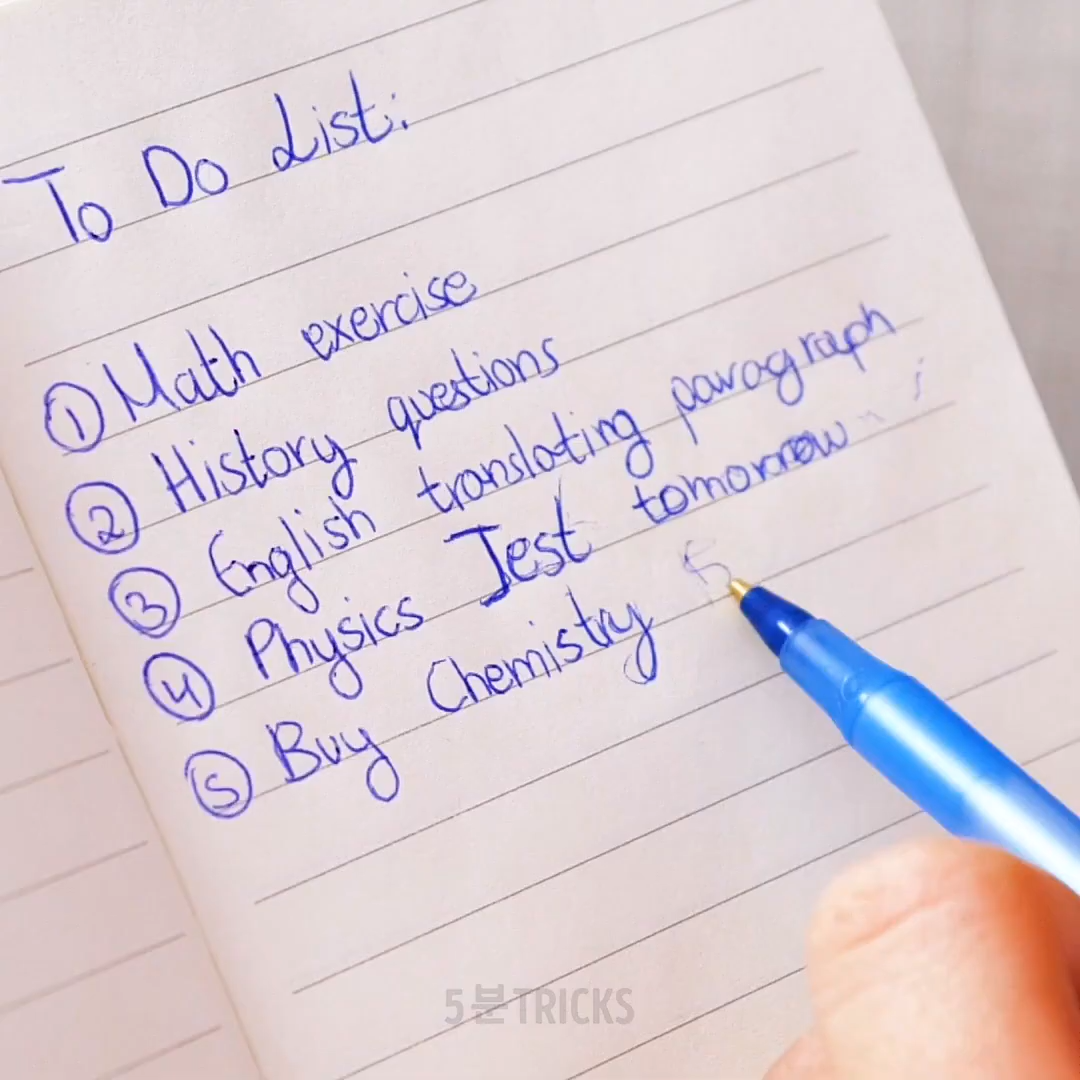 To Do List:
① Math exercise
② History questions
③ English translating paragraph
④ Physics Test tomorrow
⑤ Buy Chemistry
5분TRICKS